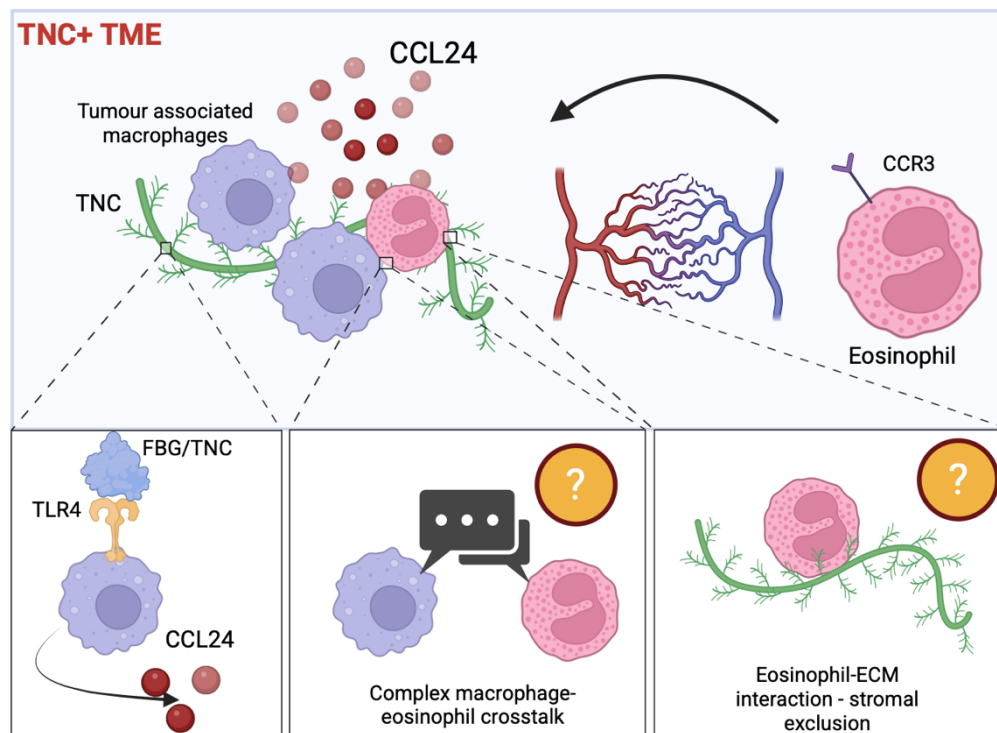 TNC+ TME
CCL24
Tumour associated
macrophages
TNC
CCR3
Eosinophil
FBG/TNC
TLR4
CCL24
?
Complex macrophage-
eosinophil crosstalk
?
Eosinophil-ECM
interaction - stromal
exclusion